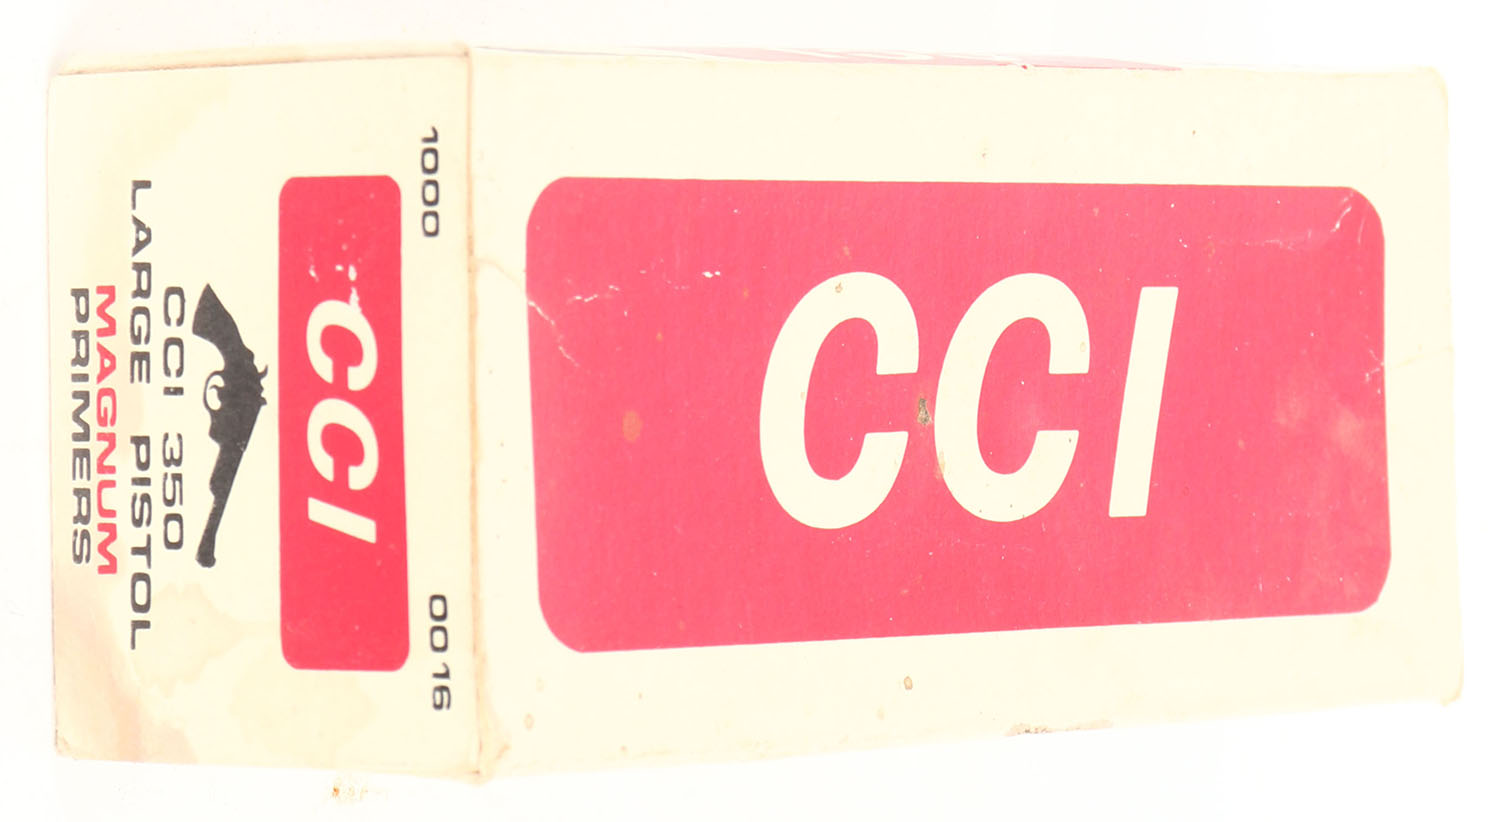 1000 0016
CCI
CCI 350
LARGE PISTOL
MAGNUM
PRIMERS
CCI